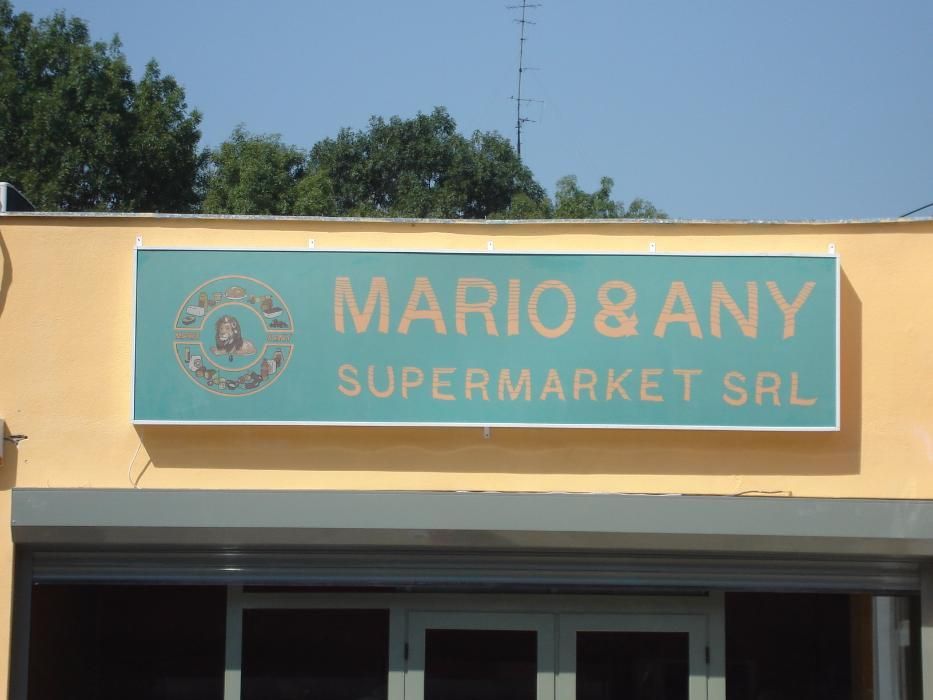 MARIO & ANY
SUPERMARKET SRL